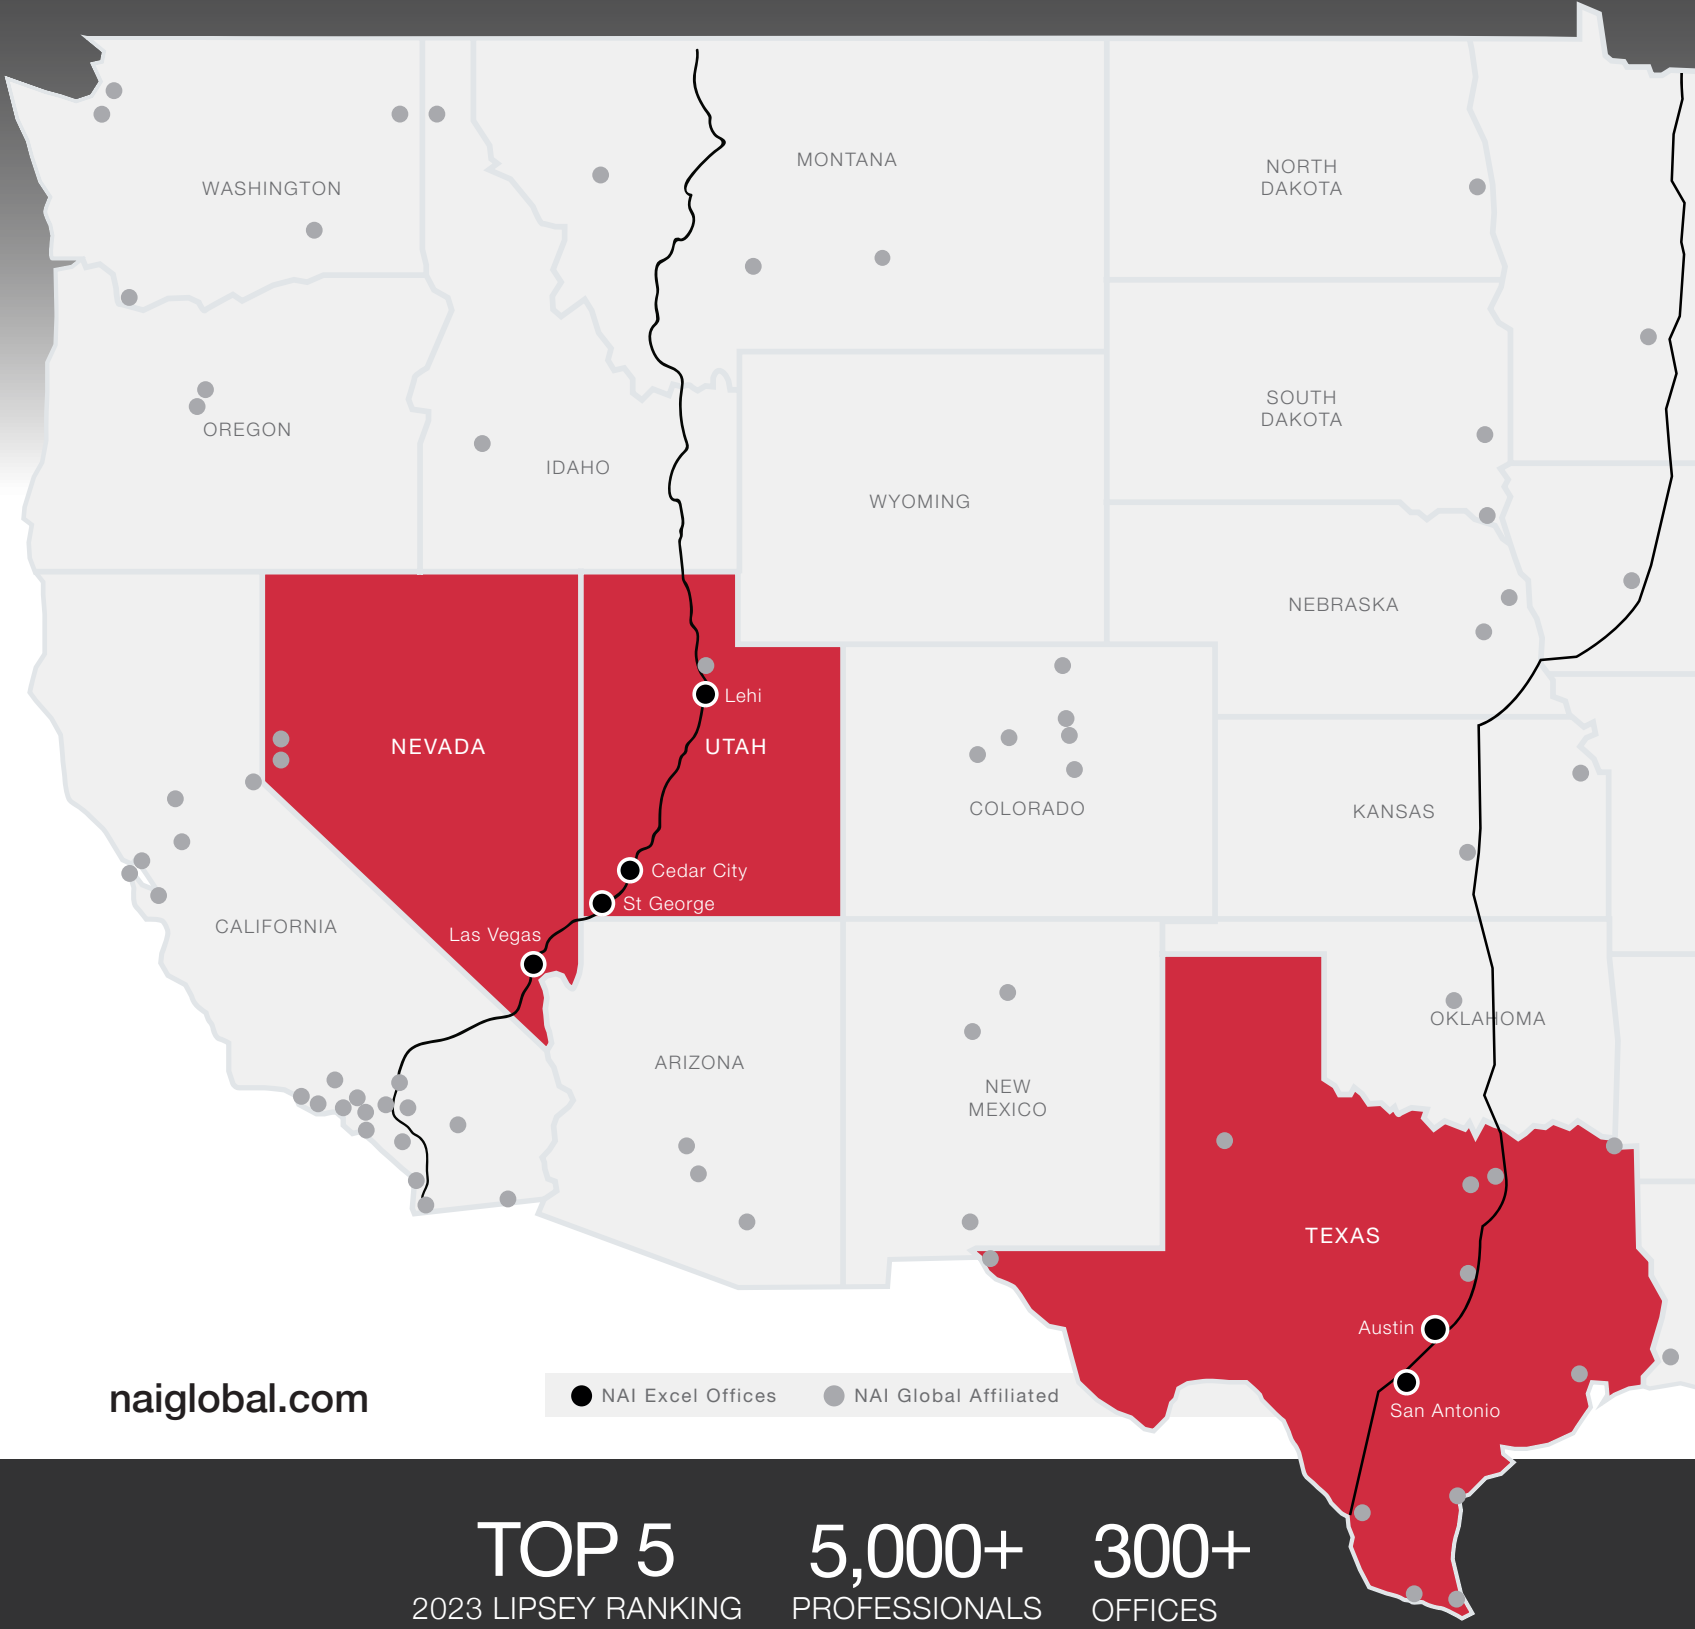 MONTANA
NORTH
DAKOTA
WASHINGTON
SOUTH
DAKOTA
OREGON
IDAHO
WYOMING
NEBRASKA
Lehi
NEVADA
UTAH
COLORADO
KANSAS
Cedar City
St George
CALIFORNIA
Las Vegas
OKLAHOMA
ARIZONA
NEW
MEXICO
TEXAS
Austin
San Antonio
naiglobal.com
NAI Excel Offices
NAI Global Affiliated
TOP 5
2023 LIPSEY RANKING
5,000+
PROFESSIONALS
300+
OFFICES